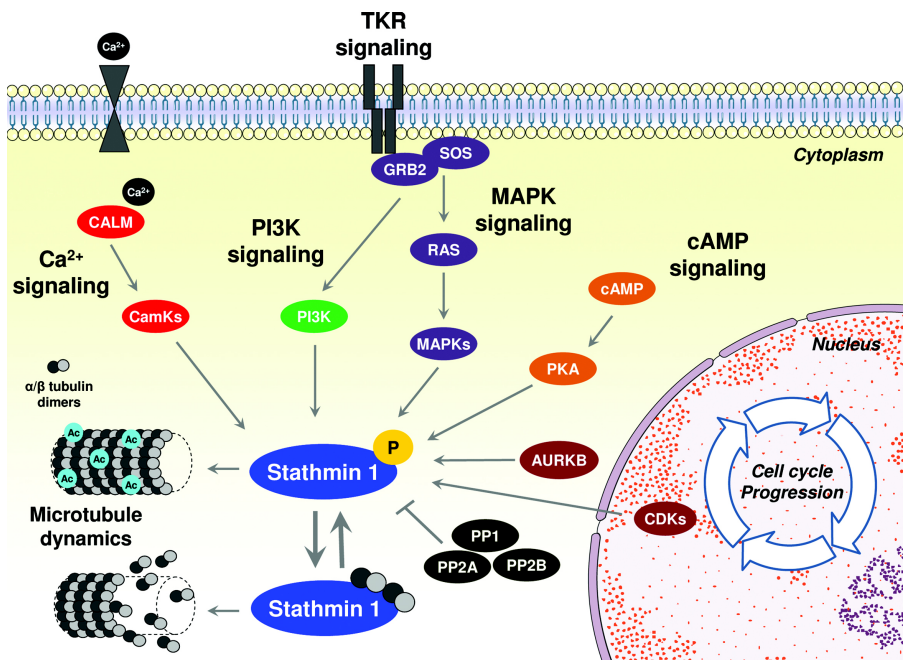 TKR
signaling
Ca²⁺
Cytoplasm
SOS
GRB2
Ca²⁺
CALM
MAPK
signaling
PI3K
signaling
RAS
cAMP
signaling
Ca²⁺
signaling
cAMP
CamKs
PI3K
MAPKs
Nucleus
PKA
α/β tubulin
dimers
Ac
Ac
Ac
Ac
Ac
P
Stathmin 1
AURKB
Cell cycle
Progression
Microtubule
dynamics
CDKs
PP1
PP2A
PP2B
Stathmin 1